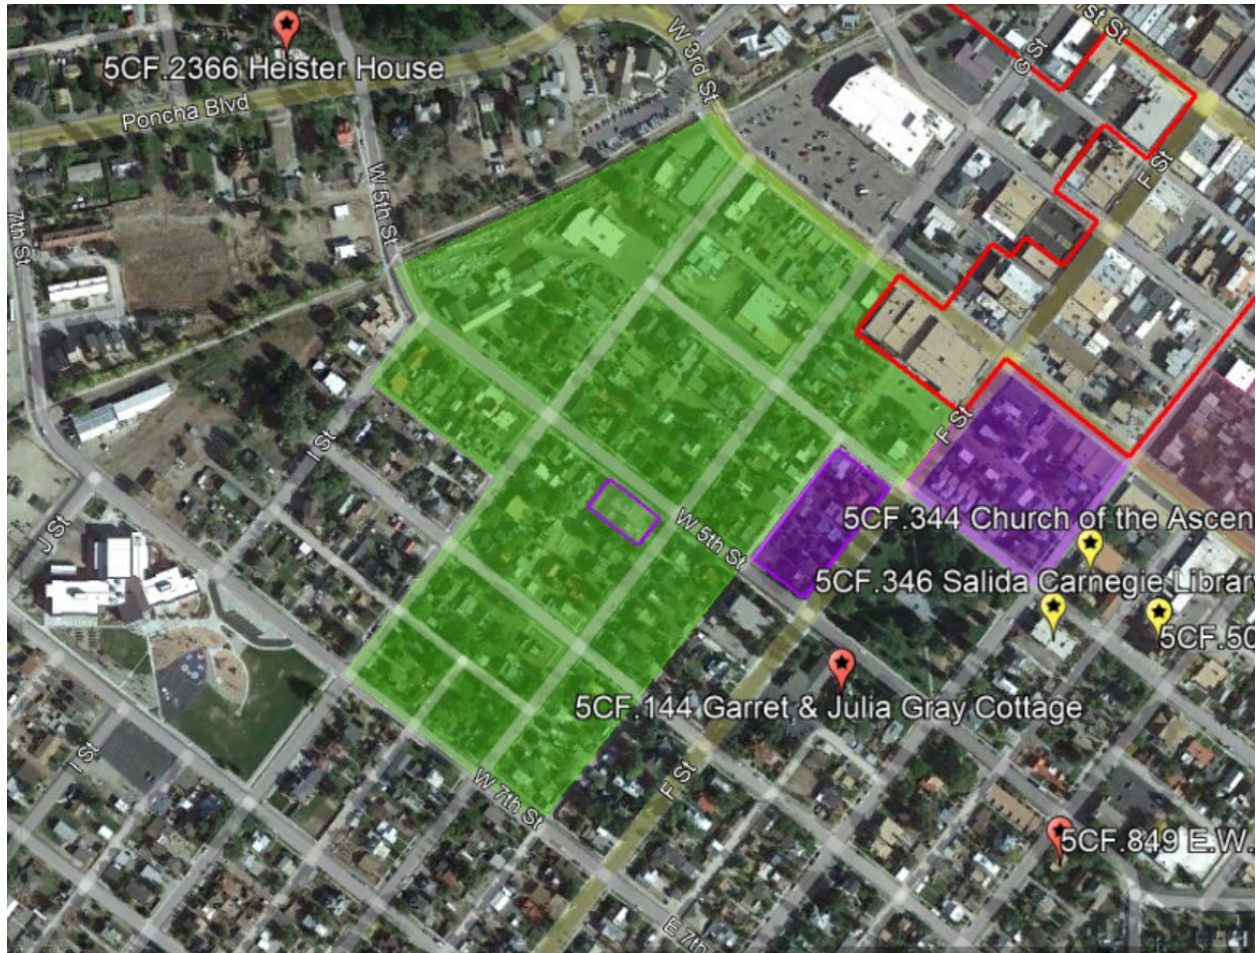 1st St
W 3rd St
G St
5CF.2366 Heister House
Poncha Blvd
F St
W 5th St
7th St
F St
I St
W 5th St
5CF.344 Church of the Ascen
J St
5CF.346 Salida Carnegie Librar
5CF.50
5CF.144 Garret & Julia Gray Cottage
I St
F St
W 7th St
5CF.849 E.W.
E 7th